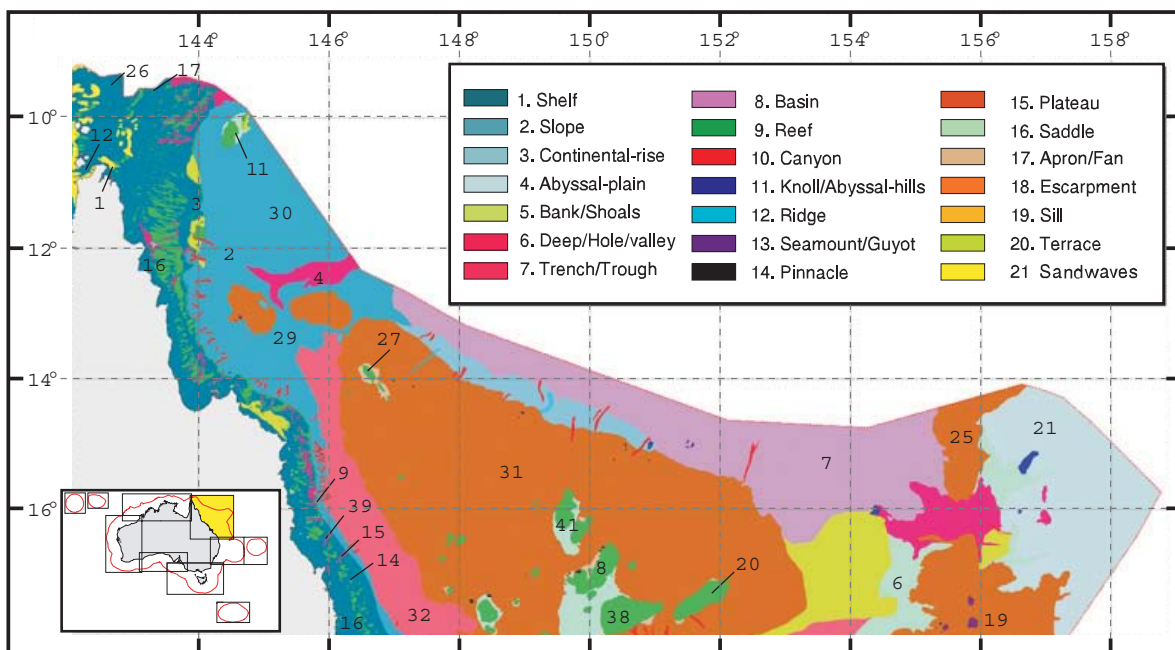 144° 146° 148° 150° 152° 154° 156° 158°
10°
12°
14°
16°
1. Shelf
2. Slope
3. Continental-rise
4. Abyssal-plain
5. Bank/Shoals
6. Deep/Hole/valley
7. Trench/Trough
8. Basin
9. Reef
10. Canyon
11. Knoll/Abyssal-hills
12. Ridge
13. Seamount/Guyot
14. Pinnacle
15. Plateau
16. Saddle
17. Apron/Fan
18. Escarpment
19. Sill
20. Terrace
21 Sandwaves
26
17
12
11
1
3
30
2
16
4
29
27
25
21
31
7
9
39
41
15
14
8
20
6
16
32
38
19